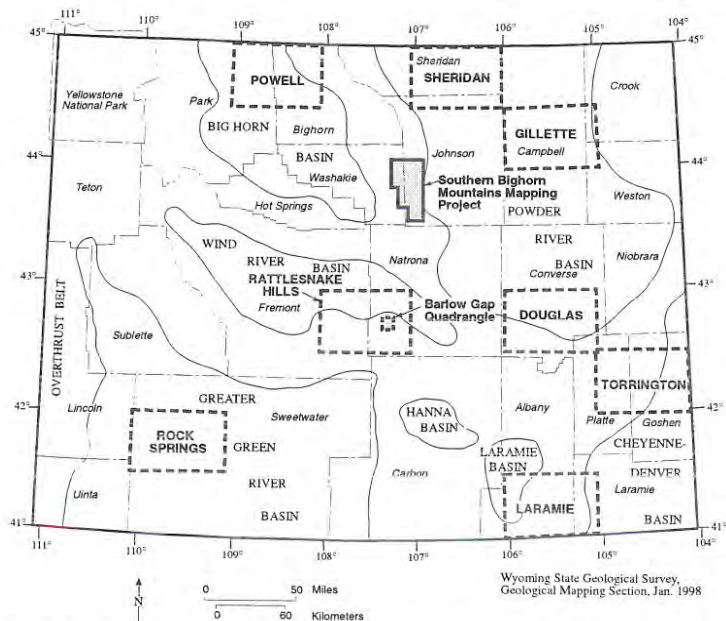 111° 110° 109° 108° 107° 106° 105° 104°
45° 45°
Yellowstone
National Park
Park
POWELL
BIG HORN
Bighorn
BASIN
Washakie
Hot Springs
Sheridan
SHERIDAN
Johnson
Crook
GILLETTE
Campbell
44° 44°
Southern Bighorn
Mountains Mapping
Project
Weston
POWDER
RIVER
BASIN
Converse
Niobrara
Teton
WIND
RIVER
BASIN
Natrona
43° 43°
RATTLESNAKE
HILLS
Fremont
Barlow Gap
Quadrangle
DOUGLAS
OVERTHRUST BELT
Sublette
TORRINGTON
42° 42°
Lincoln
GREATER
Sweetwater
ROCK
SPRINGS
GREEN
RIVER
BASIN
HANNA
BASIN
Albany
Platte
Goshen
CHEYENNE-
DENVER
Laramie
BASIN
LARAMIE
BASIN
Carbon
LARAMIE
Uinta
41° 41°
111° 110° 109° 108° 107° 106° 105° 104°
N
0 50 Miles
0 60 Kilometers
Wyoming State Geological Survey,
Geological Mapping Section, Jan. 1998